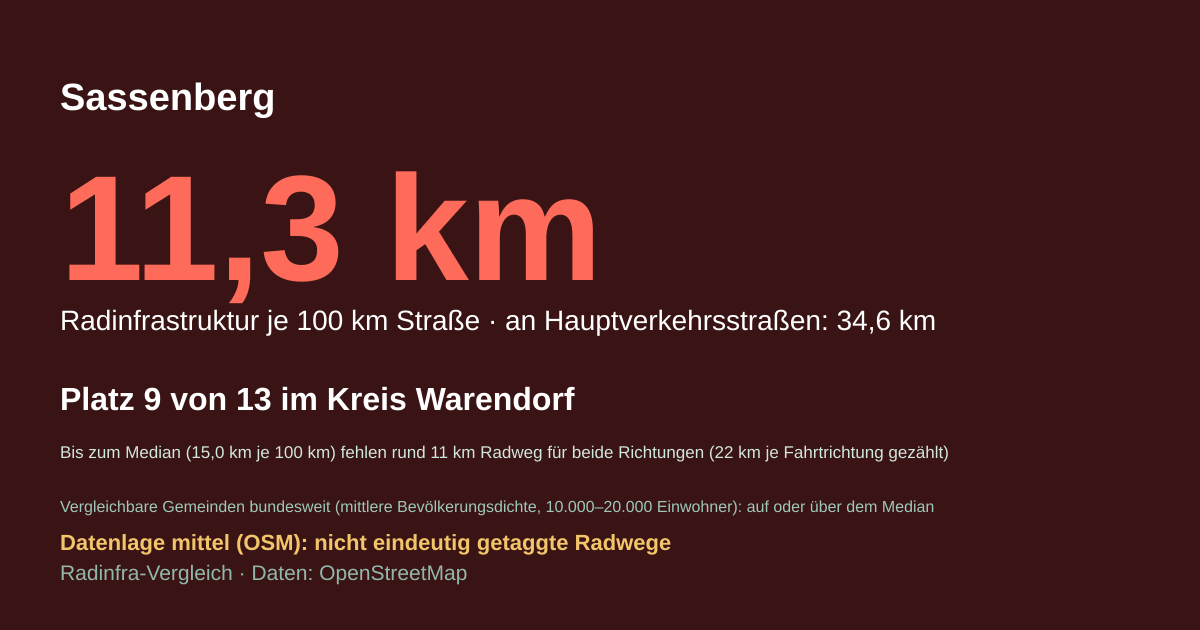 Sassenberg
11,3 km
Radinfrastruktur je 100 km Straße · an Hauptverkehrsstraßen: 34,6 km
Platz 9 von 13 im Kreis Warendorf
Bis zum Median (15,0 km je 100 km) fehlen rund 11 km Radweg für beide Richtungen (22 km je Fahrtrichtung gezählt)
Vergleichbare Gemeinden bundesweit (mittlere Bevölkerungsdichte, 10.000–20.000 Einwohner): auf oder über dem Median
Datenlage mittel (OSM): nicht eindeutig getaggte Radwege
Radinfra-Vergleich · Daten: OpenStreetMap